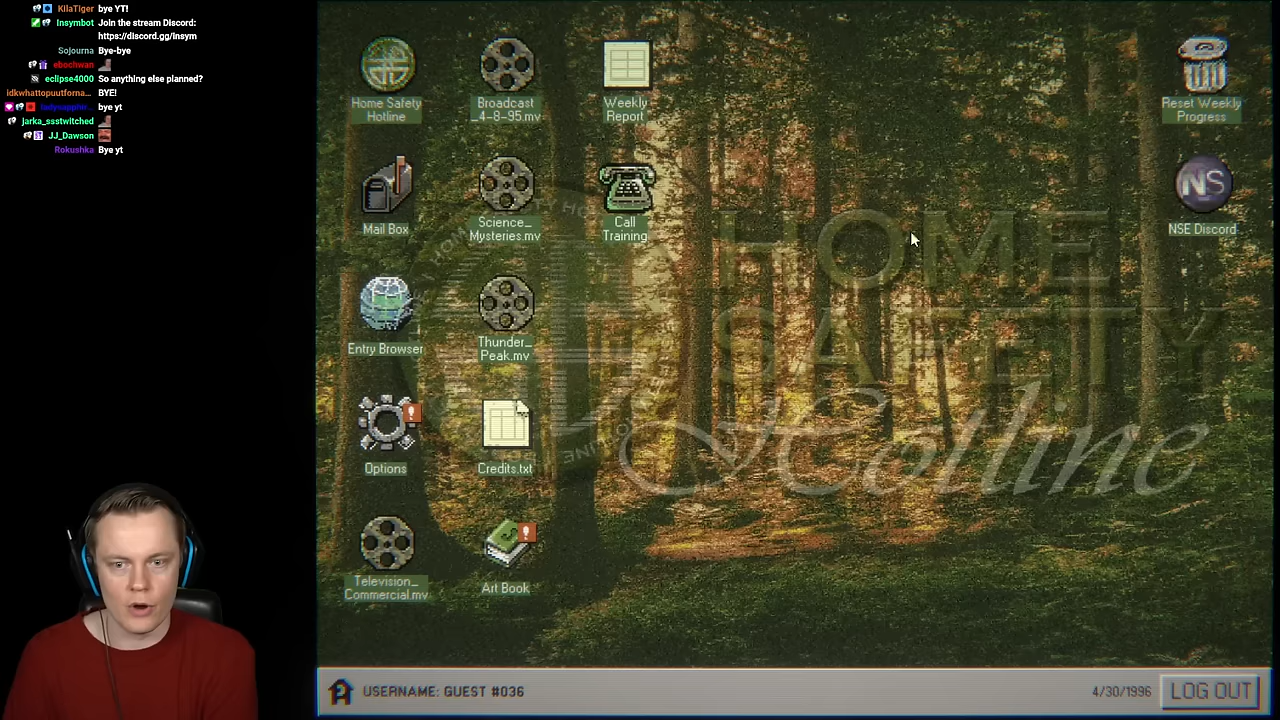 KilaTiger bye YT!
Insymbot Join the stream Discord:
https://discord.gg/insym
Sojourna Bye-bye
ebochwan
eclipse4000 So anything else planned?
idkwhattoputforna... BYE!
bye yt
jarka_ssstwitched
JJ_Dawson
Rokushka Bye yt
Home Safety
Hotline
Broadcast
_4-8-95.mv
Weekly
Report
Reset Weekly
Progress
Mail Box
Science_
Mysteries.mv
Call
Training
NS
NSE Discord
Entry Browser
Thunder_
Peak.mv
Options
Credits.txt
Television_
Commercial.mv
Art Book
HOME
SAFETY
Hotline
USERNAME: GUEST #036
4/30/1996
LOG OUT